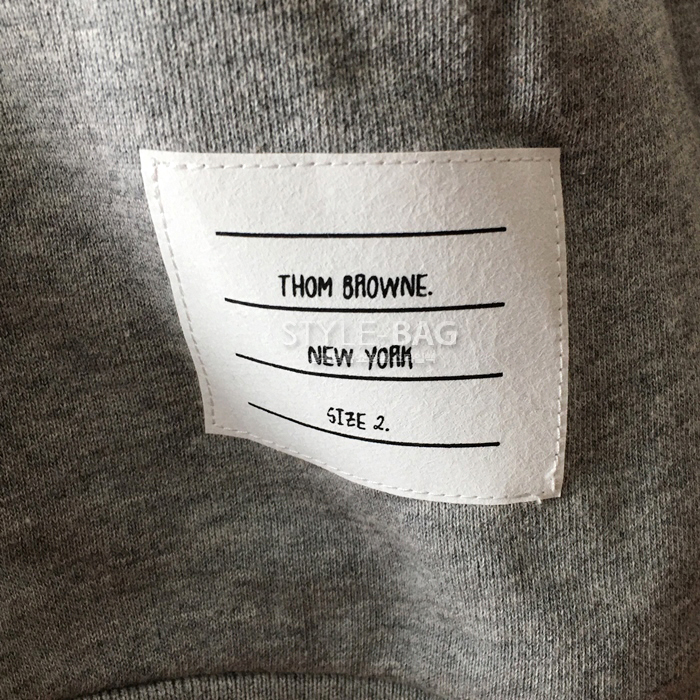 THOM BROWNE.
STYLE-BAG
NEW YORK
SIZE 2.